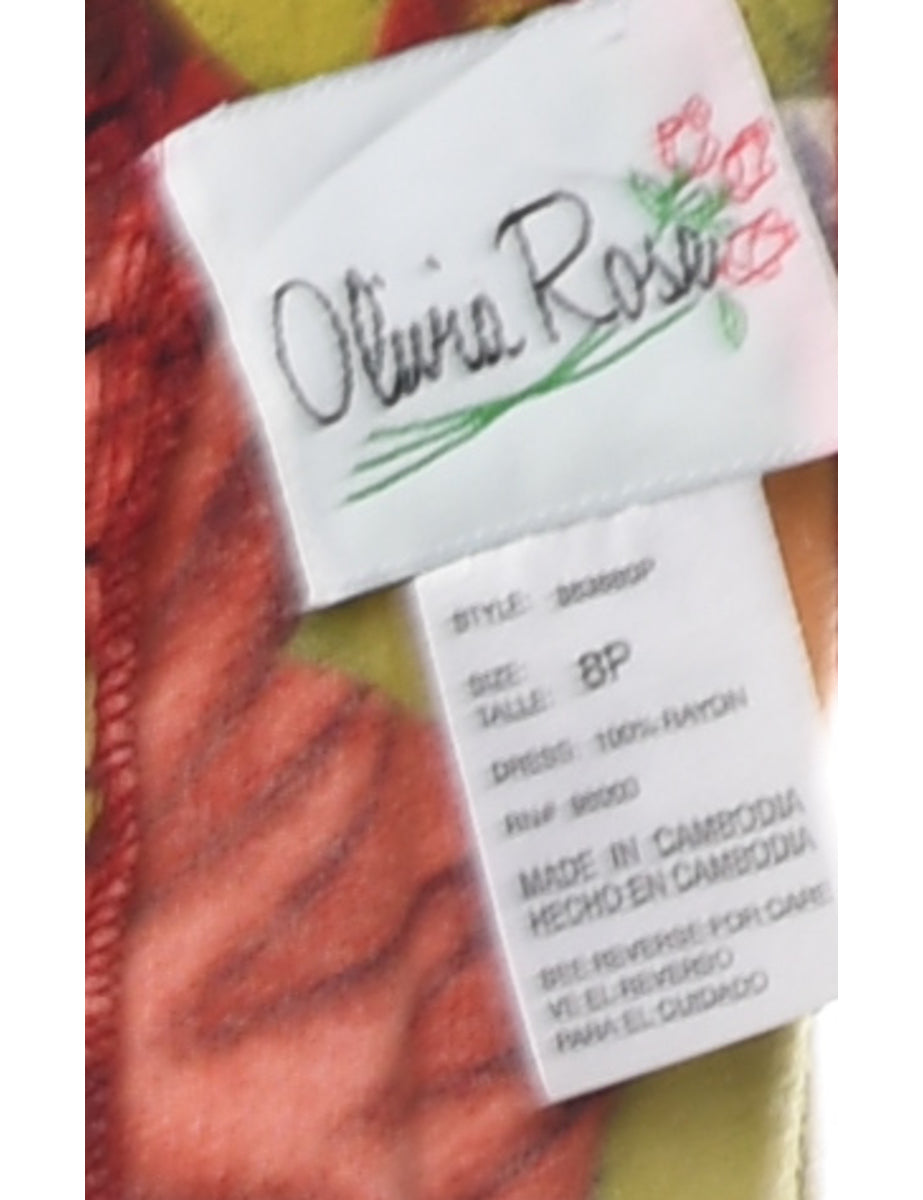 Olivia Rose
STYLE:
SIZE: 8P
TALLE:
DRESS: 100% RAYON
RN#
MADE IN CAMBODIA
HECHO EN CAMBODIA
SEE REVERSE FOR CARE
VE EL REVERSO
PARA EL CUIDADO